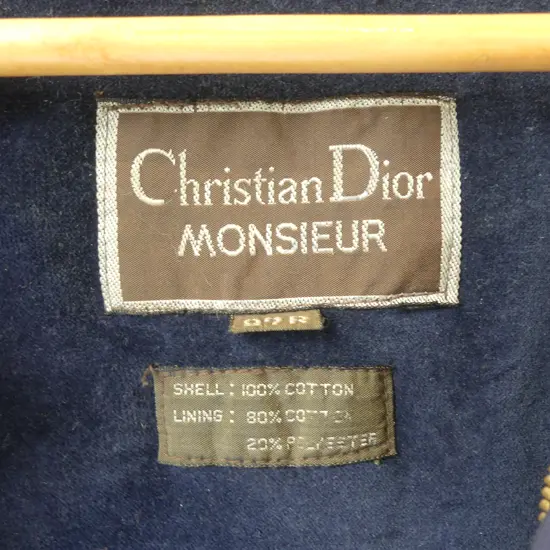 Christian Dior
MONSIEUR
SHELL: 100% COTTON
LINING: 80% COTTON
20% POLYESTER